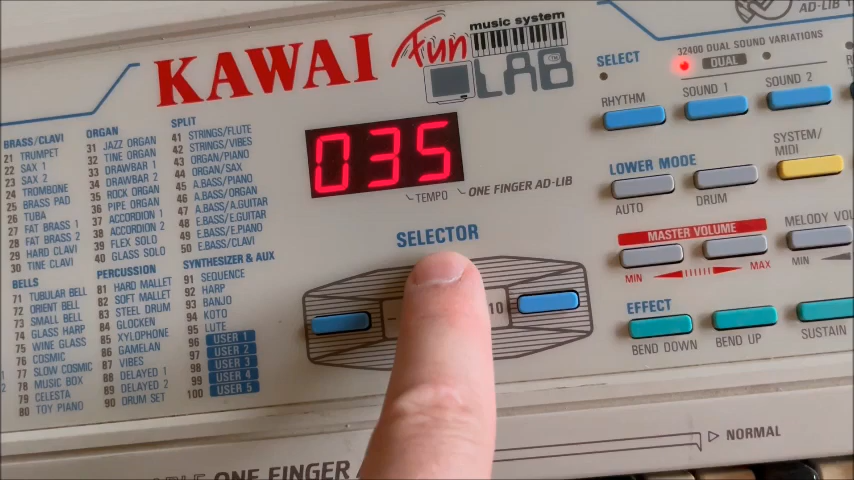 KAWAI
Fun
LAB
music system
AD-LIB
32400 DUAL SOUND VARIATIONS
SELECT
DUAL
RHYTHM
SOUND 1
SOUND 2
035
TEMPO
ONE FINGER AD-LIB
LOWER MODE
AUTO
DRUM
SYSTEM/
MIDI
SELECTOR
10
MASTER VOLUME
MIN
MAX
MELODY
MIN
EFFECT
BEND DOWN
BEND UP
SUSTAIN
BRASS/CLAVI
21 TRUMPET
22 SAX 1
23 SAX 2
24 TROMBONE
25 BRASS PAD
26 TUBA
27 FAT BRASS 1
28 FAT BRASS 2
29 HARD CLAVI
30 TINE CLAVI
ORGAN
31 JAZZ ORGAN
32 TINE ORGAN
33 DRAWBAR 1
34 DRAWBAR 2
35 ROCK ORGAN
36 PIPE ORGAN
37 ACCORDION 1
38 ACCORDION 2
39 FLEX SOLO
40 GLASS SOLO
SPLIT
41 STRINGS/FLUTE
42 STRINGS/VIBES
43 ORGAN/PIANO
44 ORGAN/SAX
45 A.BASS/PIANO
46 A.BASS/ORGAN
47 A.BASS/A.GUITAR
48 E.BASS/E.GUITAR
49 E.BASS/E.PIANO
50 E.BASS/CLAVI
BELLS
71 TUBULAR BELL
72 ORIENT BELL
73 SMALL BELL
74 GLASS HARP
75 WINE GLASS
76 COSMIC
77 SLOW COSMIC
78 MUSIC BOX
79 CELESTA
80 TOY PIANO
PERCUSSION
81 HARD MALLET
82 SOFT MALLET
83 STEEL DRUM
84 GLOCKEN
85 XYLOPHONE
86 GAMELAN
87 VIBES
88 DELAYED 1
89 DELAYED 2
90 DRUM SET
SYNTHESIZER & AUX
91 SEQUENCE
92 HARP
93 BANJO
94 KOTO
95 LUTE
96 USER 1
97 USER 2
98 USER 3
99 USER 4
100 USER 5
NORMAL
ONE FINGER